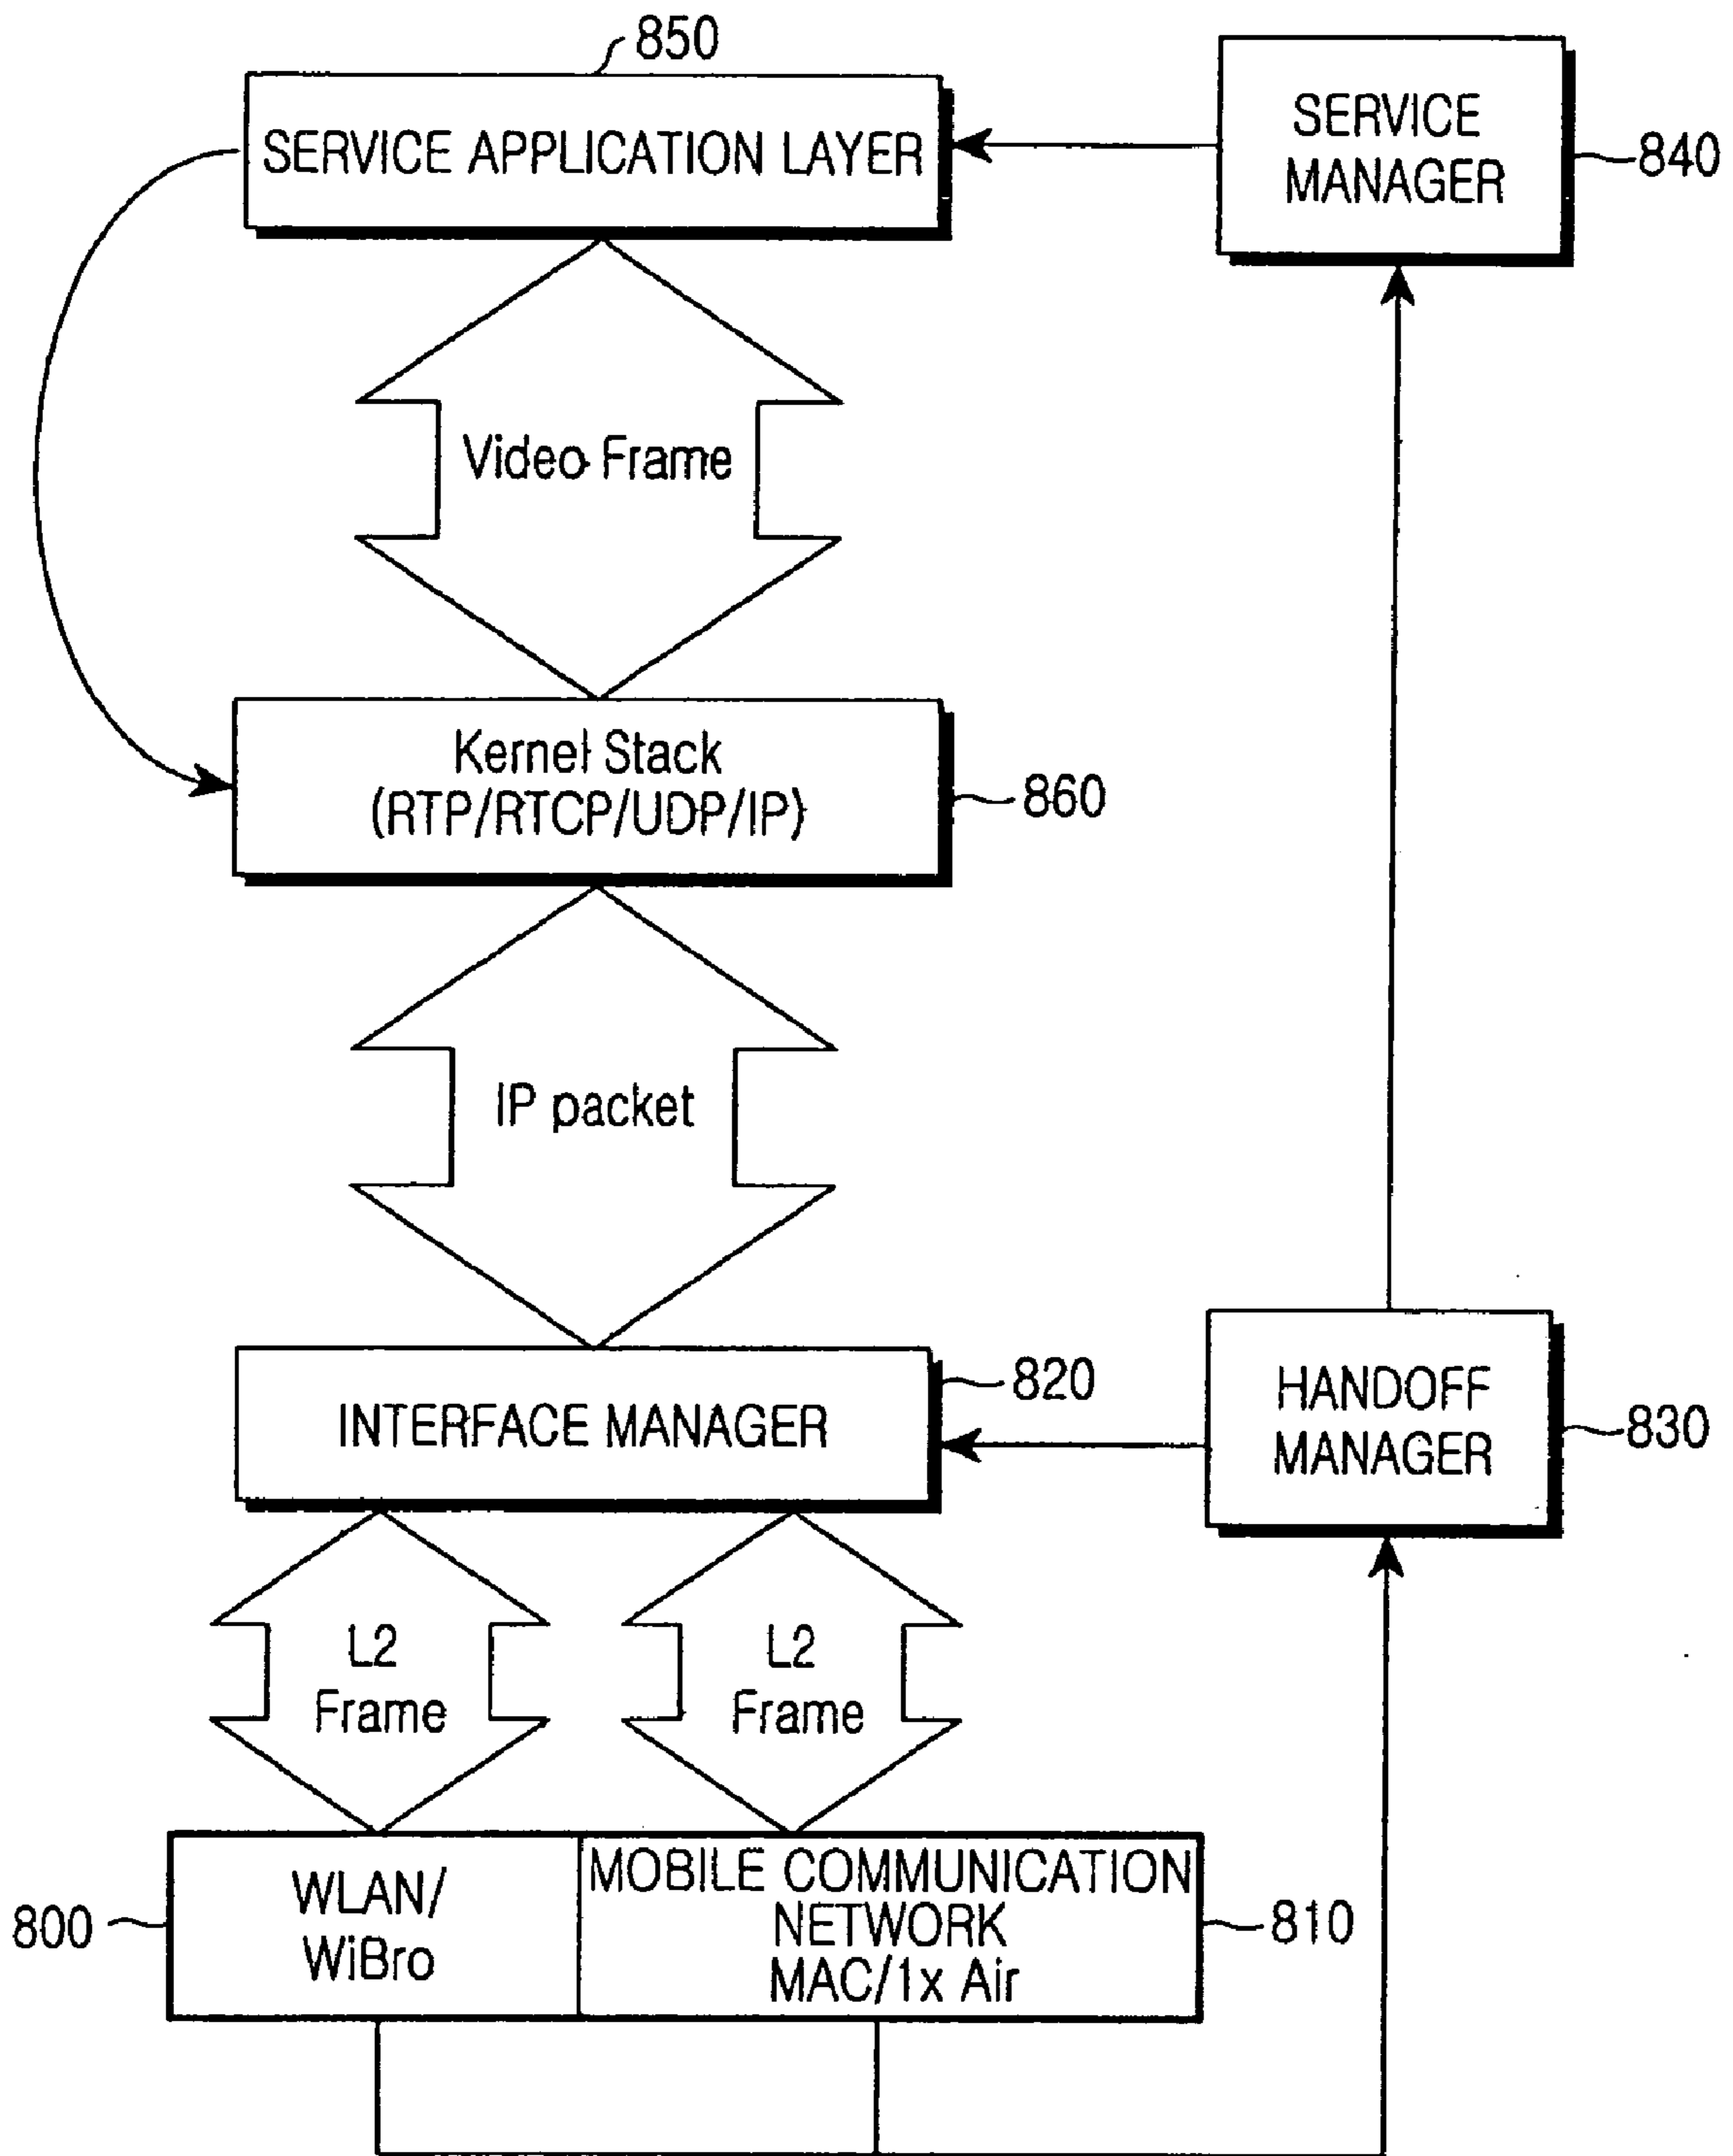 850
SERVICE APPLICATION LAYER
SERVICE
MANAGER
840
Video Frame
Kernel Stack
(RTP/RTCP/UDP/IP)
860
IP packet
INTERFACE MANAGER
820
HANDOFF
MANAGER
830
L2
Frame
L2
Frame
800
WLAN/
WiBro
MOBILE COMMUNICATION
NETWORK
MAC/1x Air
810